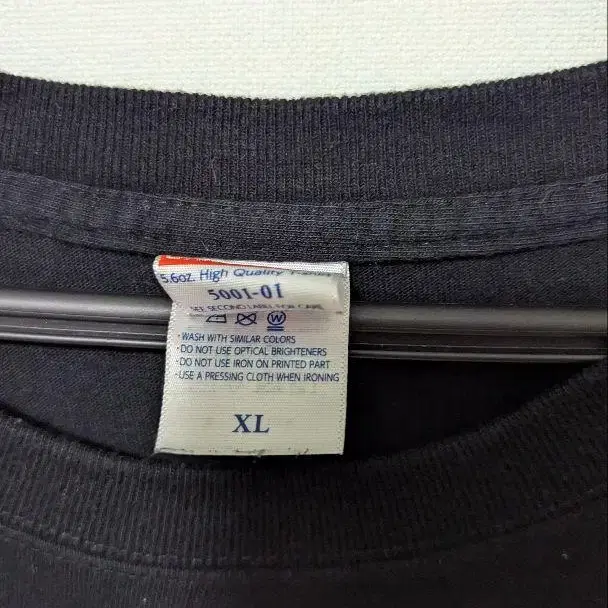 5.6oz. High Quality
5001-01
SEE SECOND LABEL FOR CARE
W
·WASH WITH SIMILAR COLORS
·DO NOT USE OPTICAL BRIGHTENERS
·DO NOT USE IRON ON PRINTED PART
·USE A PRESSING CLOTH WHEN IRONING
XL